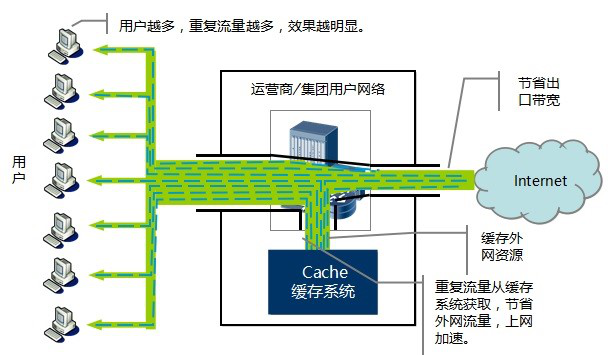 用户越多，重复流量越多，效果越明显。
运营商/集团用户网络
节省出
口带宽
用
户
Internet
缓存外
网资源
Cache
缓存系统
重复流量从缓存
系统获取，节省
外网流量，上网
加速。